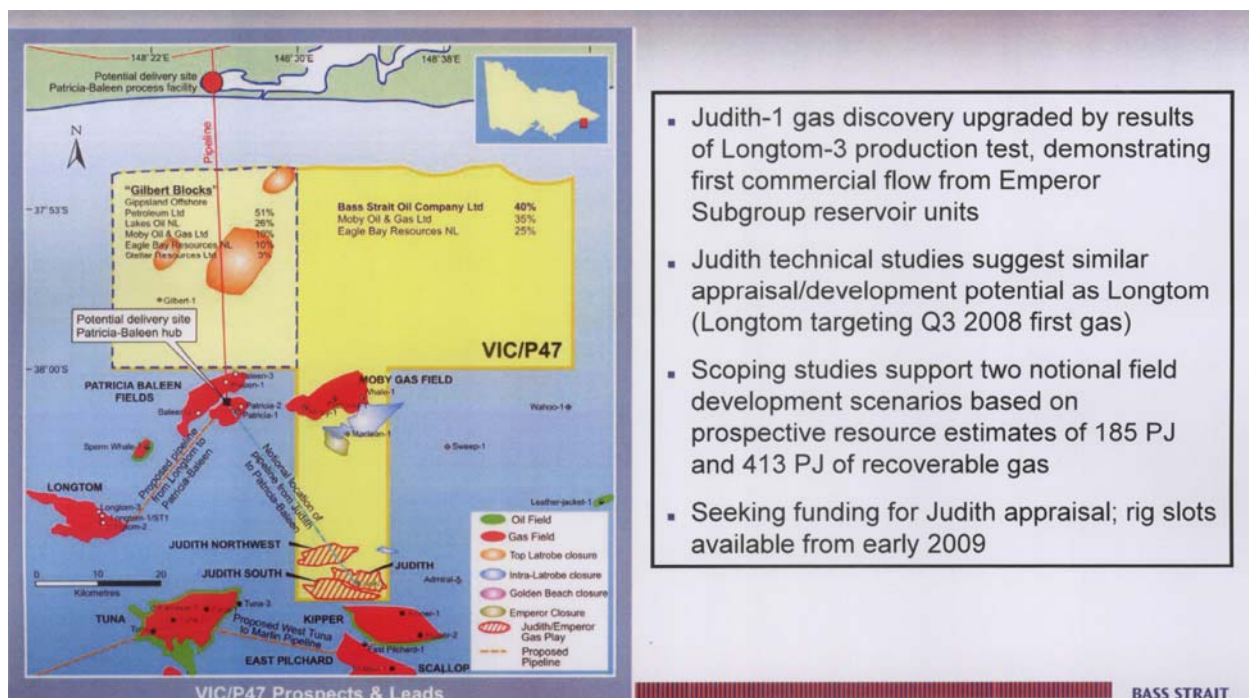 148°22'E
148°30'E
148°38'E
Potential delivery site
Patricia-Baleen process facility
N
Pipeline
37°53'S
"Gilbert Blocks"
Gippsland Offshore
Petroleum Ltd 51%
Lakes Oil NL 26%
Moby Oil & Gas Ltd 10%
Eagle Bay Resources NL 10%
Stellar Resources Ltd 3%
Bass Strait Oil Company Ltd 40%
Moby Oil & Gas Ltd 35%
Eagle Bay Resources NL 25%
Gilbert-1
Potential delivery site
Patricia-Baleen hub
VIC/P47
38°00'S
PATRICIA BALEEN
FIELDS
Patricia-2
Patricia-1
MOBY GAS FIELD
Whale-1
Wahoo-1
Sweep-1
Sperm Whale-1
Proposed pipeline
from Longtom to
Patricia-Baleen
Notional location of
pipeline from Judith
to Patricia-Baleen
LONGTOM
Longtom-3
Longtom-1/ST1
Leather-jacket-1
JUDITH NORTHWEST
JUDITH
JUDITH SOUTH
Admiral-
0 10 20
Kilometres
TUNA
Tuna-3
Proposed West Tuna
to Marlin Pipeline
KIPPER
East Pilchard-1
EAST PILCHARD
SCALLOP
Oil Field
Gas Field
Top Latrobe closure
Intra-Latrobe closure
Golden Beach closure
Emperor Closure
Judith/Emperor
Gas Play
Proposed
Pipeline
VIC/P47 Prospects & Leads
▪ Judith-1 gas discovery upgraded by results
of Longtom-3 production test, demonstrating
first commercial flow from Emperor
Subgroup reservoir units
▪ Judith technical studies suggest similar
appraisal/development potential as Longtom
(Longtom targeting Q3 2008 first gas)
▪ Scoping studies support two notional field
development scenarios based on
prospective resource estimates of 185 PJ
and 413 PJ of recoverable gas
▪ Seeking funding for Judith appraisal; rig slots
available from early 2009
BASS STRAIT